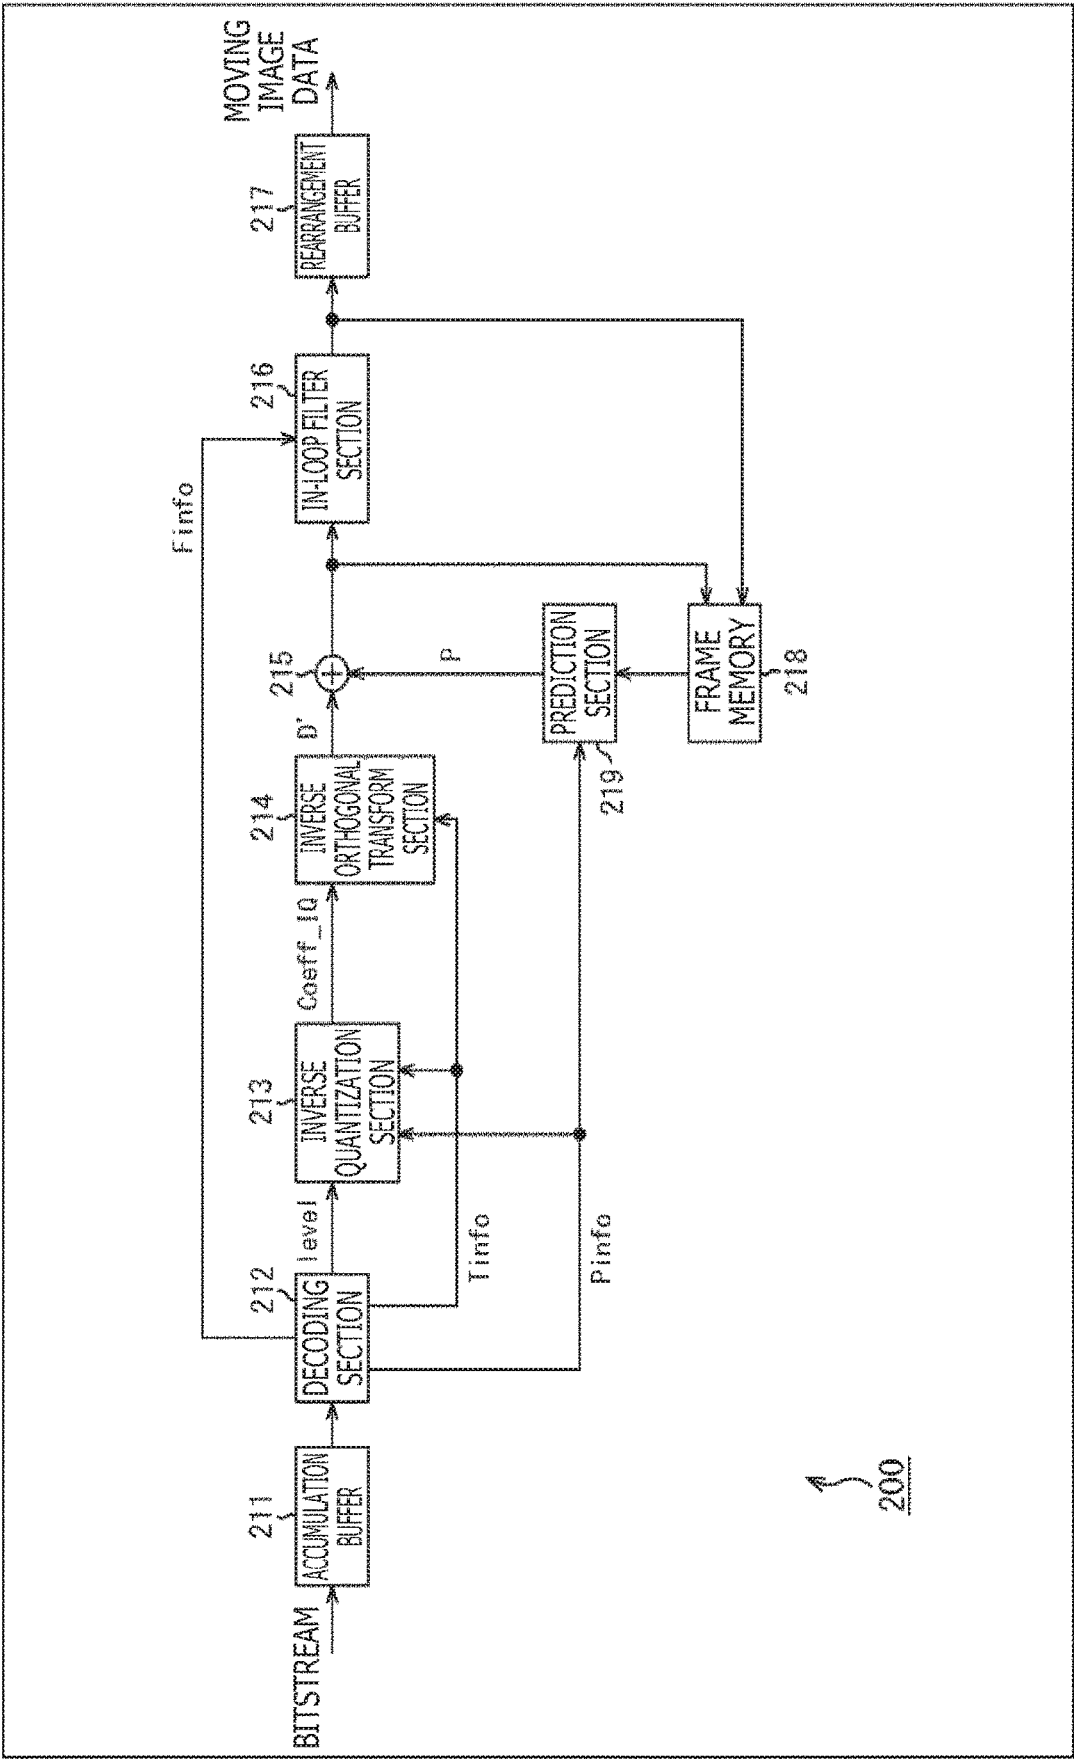 BITSTREAM
211
ACCUMULATION
BUFFER
212
DECODING
SECTION
level
Finfo
Tinfo
Pinfo
213
INVERSE
QUANTIZATION
SECTION
Coeff_IQ
214
INVERSE
ORTHOGONAL
TRANSFORM
SECTION
D'
215
P
216
IN-LOOP FILTER
SECTION
217
REARRANGEMENT
BUFFER
MOVING
IMAGE
DATA
219
PREDICTION
SECTION
FRAME
MEMORY
218
200